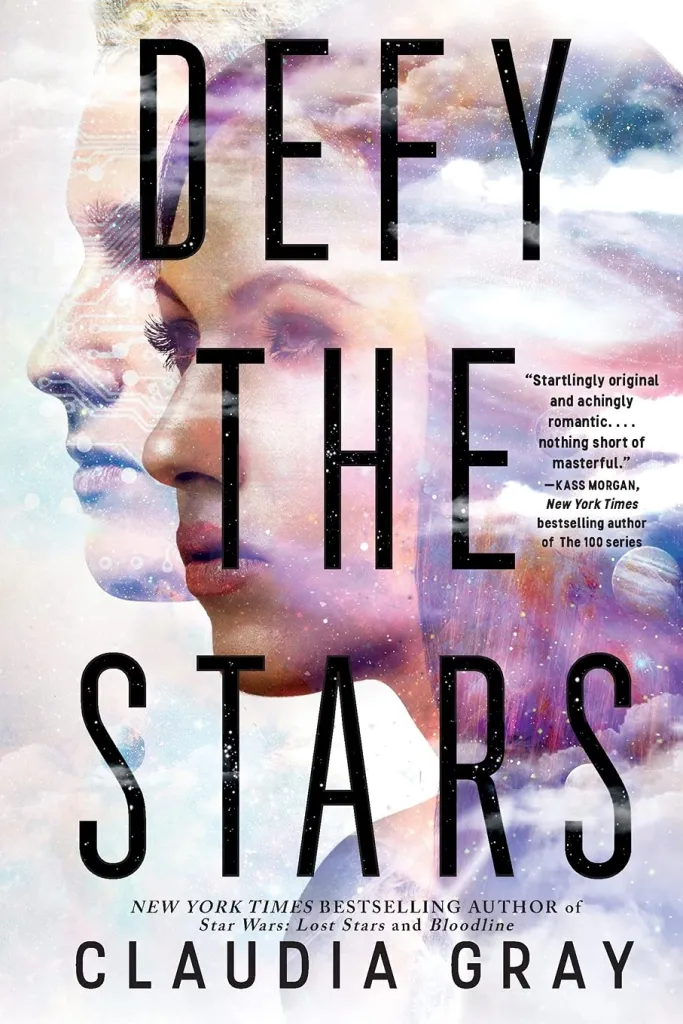 DEFY
THE
“Startlingly original
and achingly
romantic. . . .
nothing short of
masterful.”
—KASS MORGAN,
New York Times
bestselling author
of The 100 series
STARS
NEW YORK TIMES BESTSELLING AUTHOR of
Star Wars: Lost Stars and Bloodline
CLAUDIA GRAY